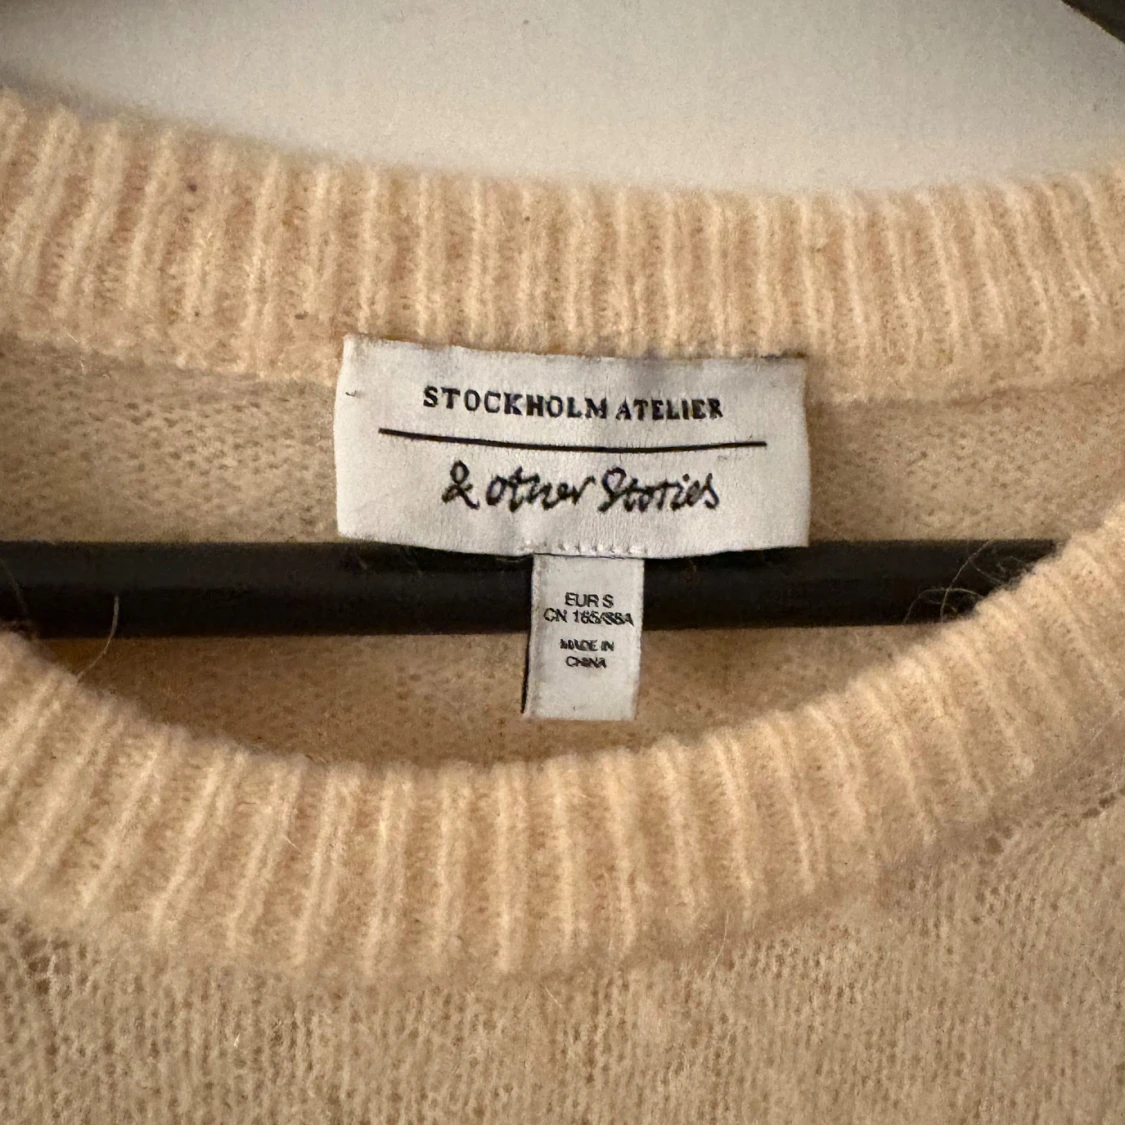 STOCKHOLM ATELIER
& other Stories
EUR S
CN 165/88A
MADE IN
CHINA